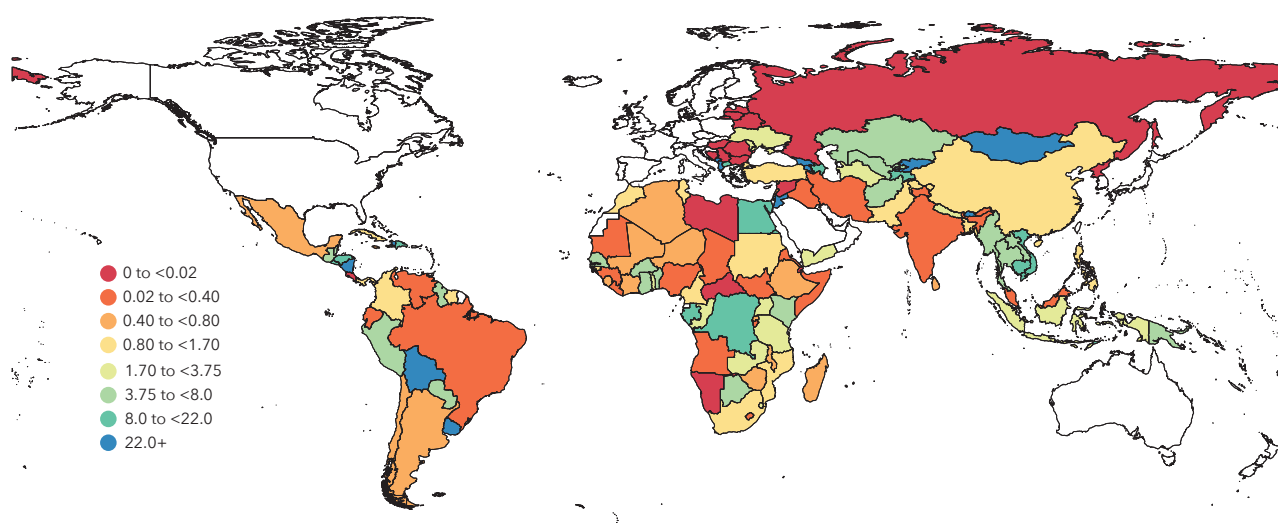 0 to <0.02
0.02 to <0.40
0.40 to <0.80
0.80 to <1.70
1.70 to <3.75
3.75 to <8.0
8.0 to <22.0
22.0+